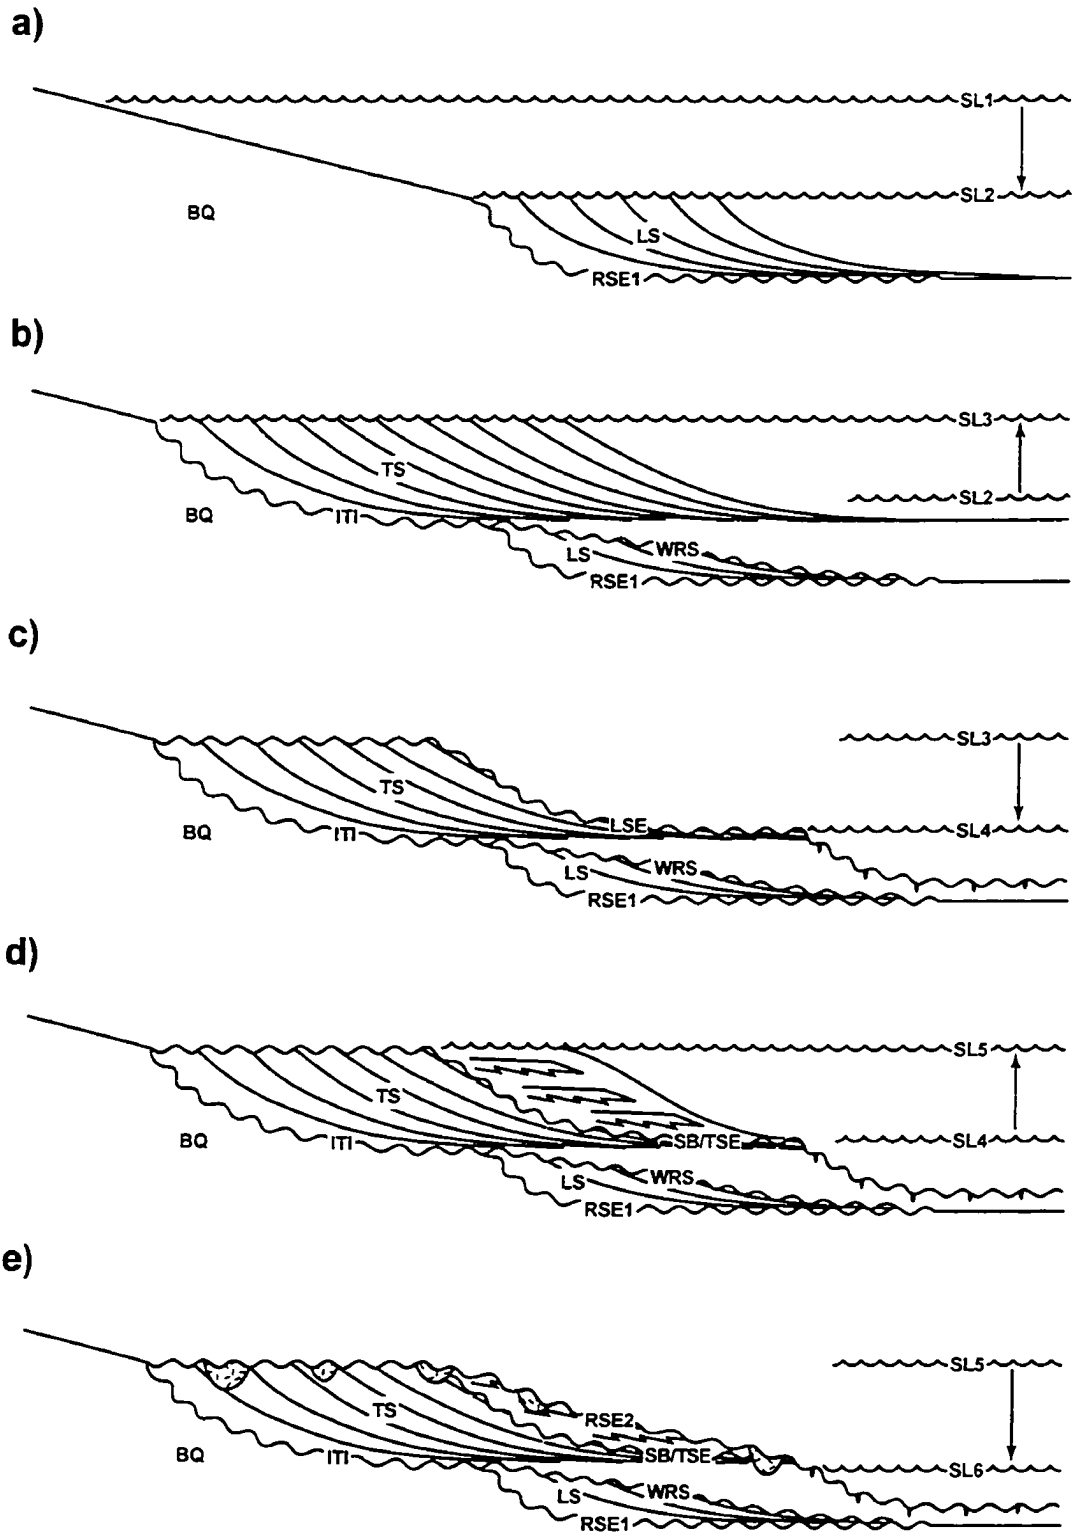 a)
SL1
SL2
BQ
LS
RSE1
b)
SL3
TS
SL2
BQ
ITI
LS
WRS
RSE1
c)
SL3
TS
LSE
SL4
BQ
ITI
LS
WRS
RSE1
d)
SL5
TS
BQ
ITI
SB/TSE
SL4
LS
WRS
RSE1
e)
SL5
TS
RSE2
BQ
ITI
SB/TSE
SL6
LS
WRS
RSE1